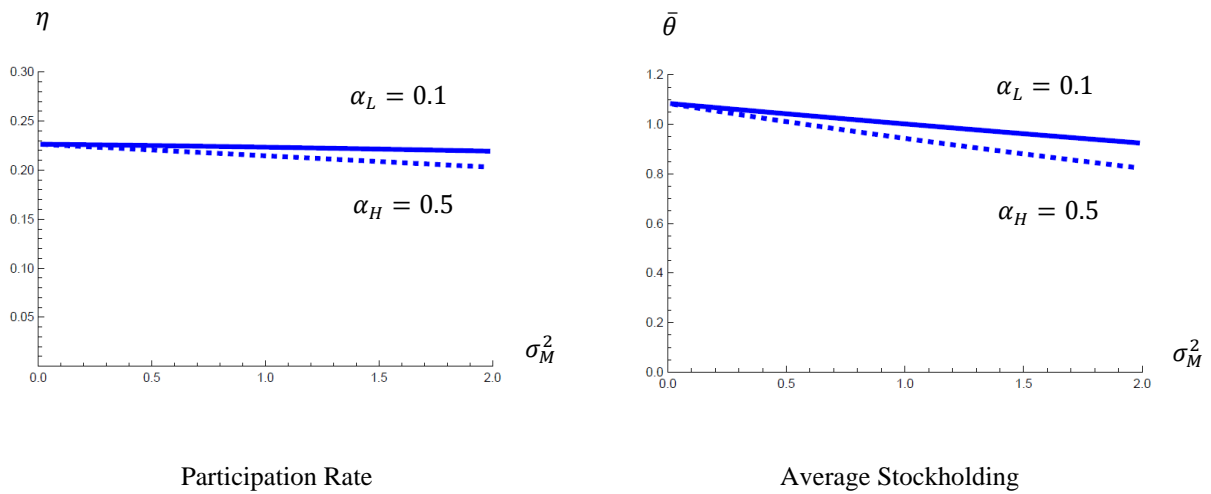 η
0.30
0.25
0.20
0.15
0.10
0.05
0.0 0.5 1.0 1.5 2.0
α_L = 0.1
α_H = 0.5
σ_M^2
Participation Rate
θ̄
1.2
1.0
0.8
0.6
0.4
0.2
0.0
0.0 0.5 1.0 1.5 2.0
α_L = 0.1
α_H = 0.5
σ_M^2
Average Stockholding